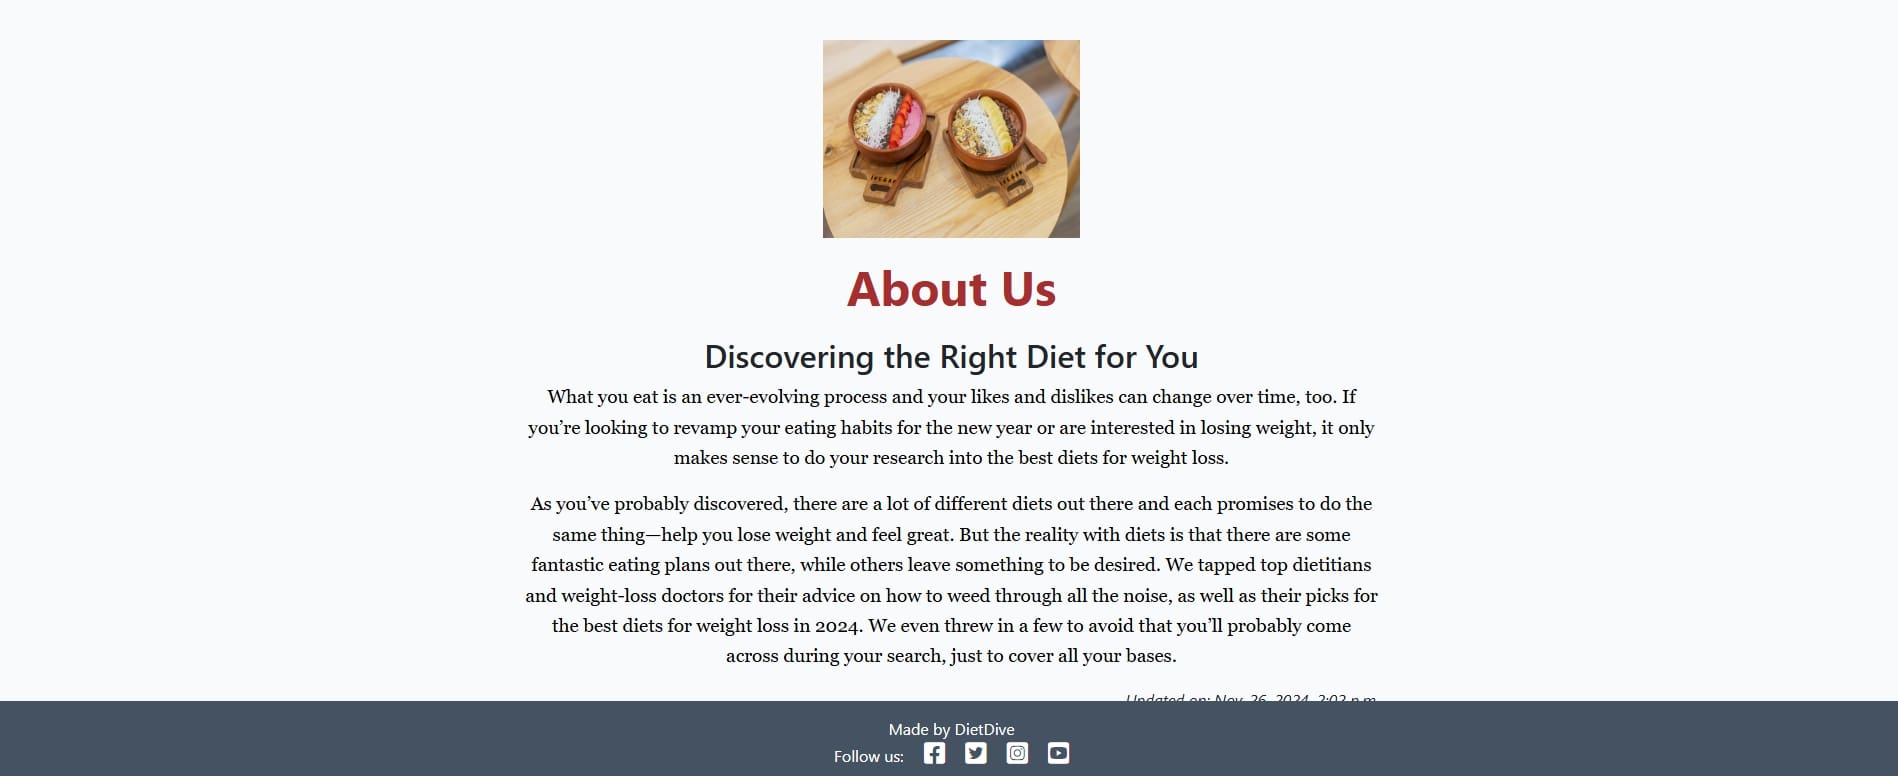 About Us
Discovering the Right Diet for You
What you eat is an ever-evolving process and your likes and dislikes can change over time, too. If
you’re looking to revamp your eating habits for the new year or are interested in losing weight, it only
makes sense to do your research into the best diets for weight loss.
As you’ve probably discovered, there are a lot of different diets out there and each promises to do the
same thing—help you lose weight and feel great. But the reality with diets is that there are some
fantastic eating plans out there, while others leave something to be desired. We tapped top dietitians
and weight-loss doctors for their advice on how to weed through all the noise, as well as their picks for
the best diets for weight loss in 2024. We even threw in a few to avoid that you’ll probably come
across during your search, just to cover all your bases.
Updated on: Nov. 26, 2024, 2:02 p.m.
Made by DietDive
Follow us: